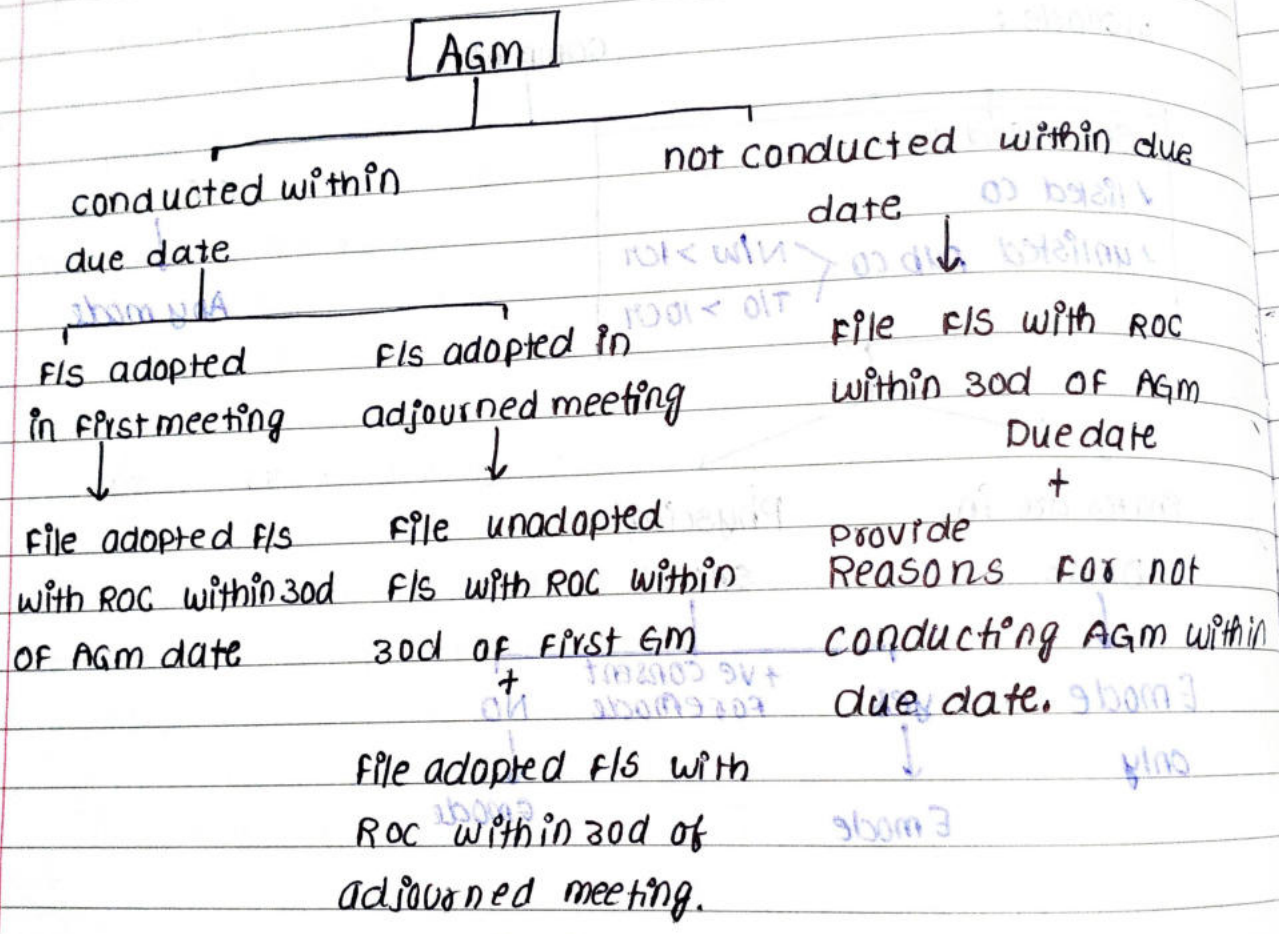 AGM
conducted within
due date
not conducted within due
date
F/S adopted
in first meeting
File adopted F/S
with ROC within 30d
OF AGM date
F/S adopted in
adjourned meeting
File unadopted
F/S with ROC within
30d of First GM
+
File adopted F/S with
ROC within 30d of
adjourned meeting.
File F/S with ROC
within 30d OF AGM
Due date
+
Provide
Reasons For not
conducting AGM within
due date.